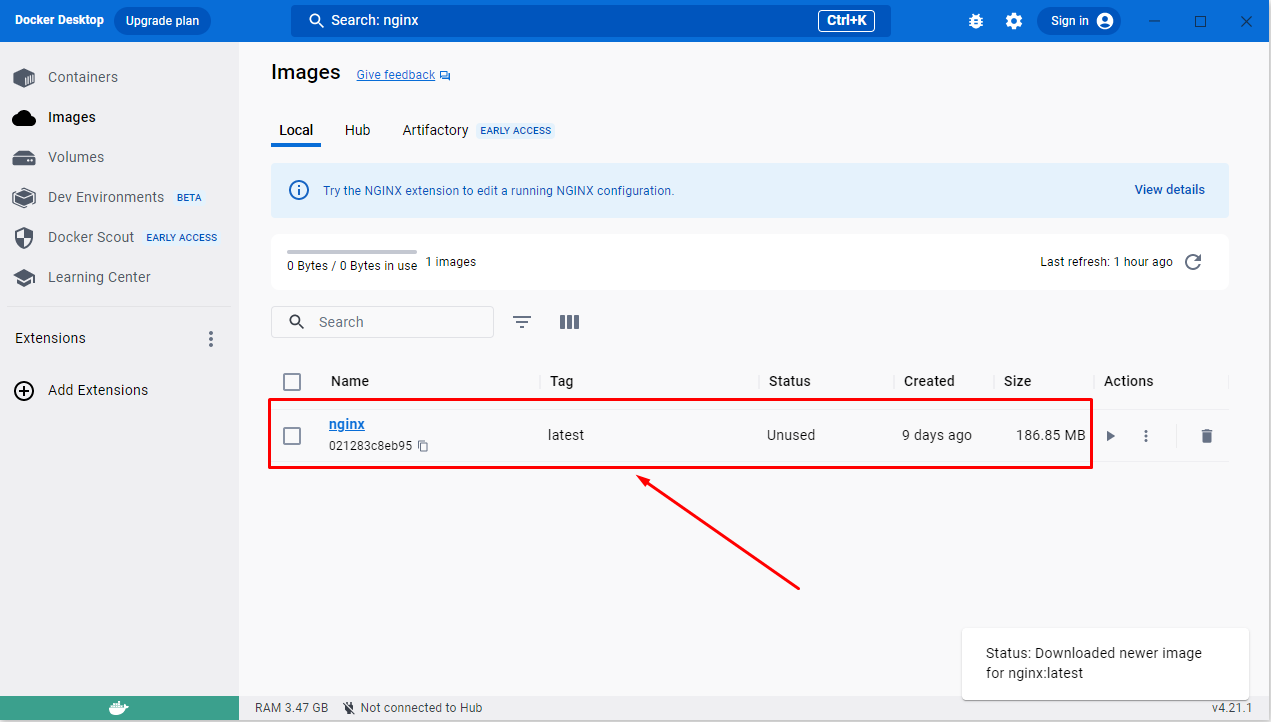 Docker Desktop Upgrade plan Search: nginx Ctrl+K Sign in
Containers
Images
Volumes
Dev Environments BETA
Docker Scout EARLY ACCESS
Learning Center
Extensions
Add Extensions
Images Give feedback
Local Hub Artifactory EARLY ACCESS
Try the NGINX extension to edit a running NGINX configuration. View details
0 Bytes / 0 Bytes in use 1 images Last refresh: 1 hour ago
Search
Name Tag Status Created Size Actions
nginx latest Unused 9 days ago 186.85 MB
021283c8eb95
Status: Downloaded newer image
for nginx:latest
RAM 3.47 GB Not connected to Hub v4.21.1